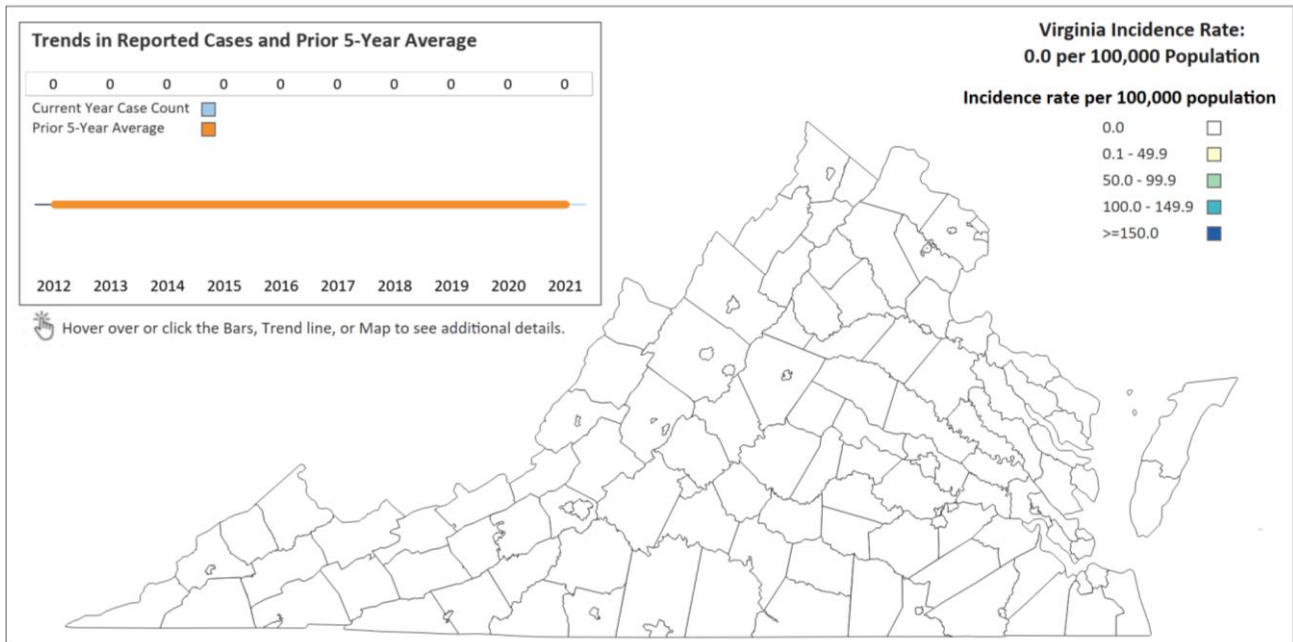 Trends in Reported Cases and Prior 5-Year Average
0 0 0 0 0 0 0 0 0 0
Current Year Case Count
Prior 5-Year Average
2012 2013 2014 2015 2016 2017 2018 2019 2020 2021
Hover over or click the Bars, Trend line, or Map to see additional details.
Virginia Incidence Rate:
0.0 per 100,000 Population
Incidence rate per 100,000 population
0.0
0.1 - 49.9
50.0 - 99.9
100.0 - 149.9
>=150.0